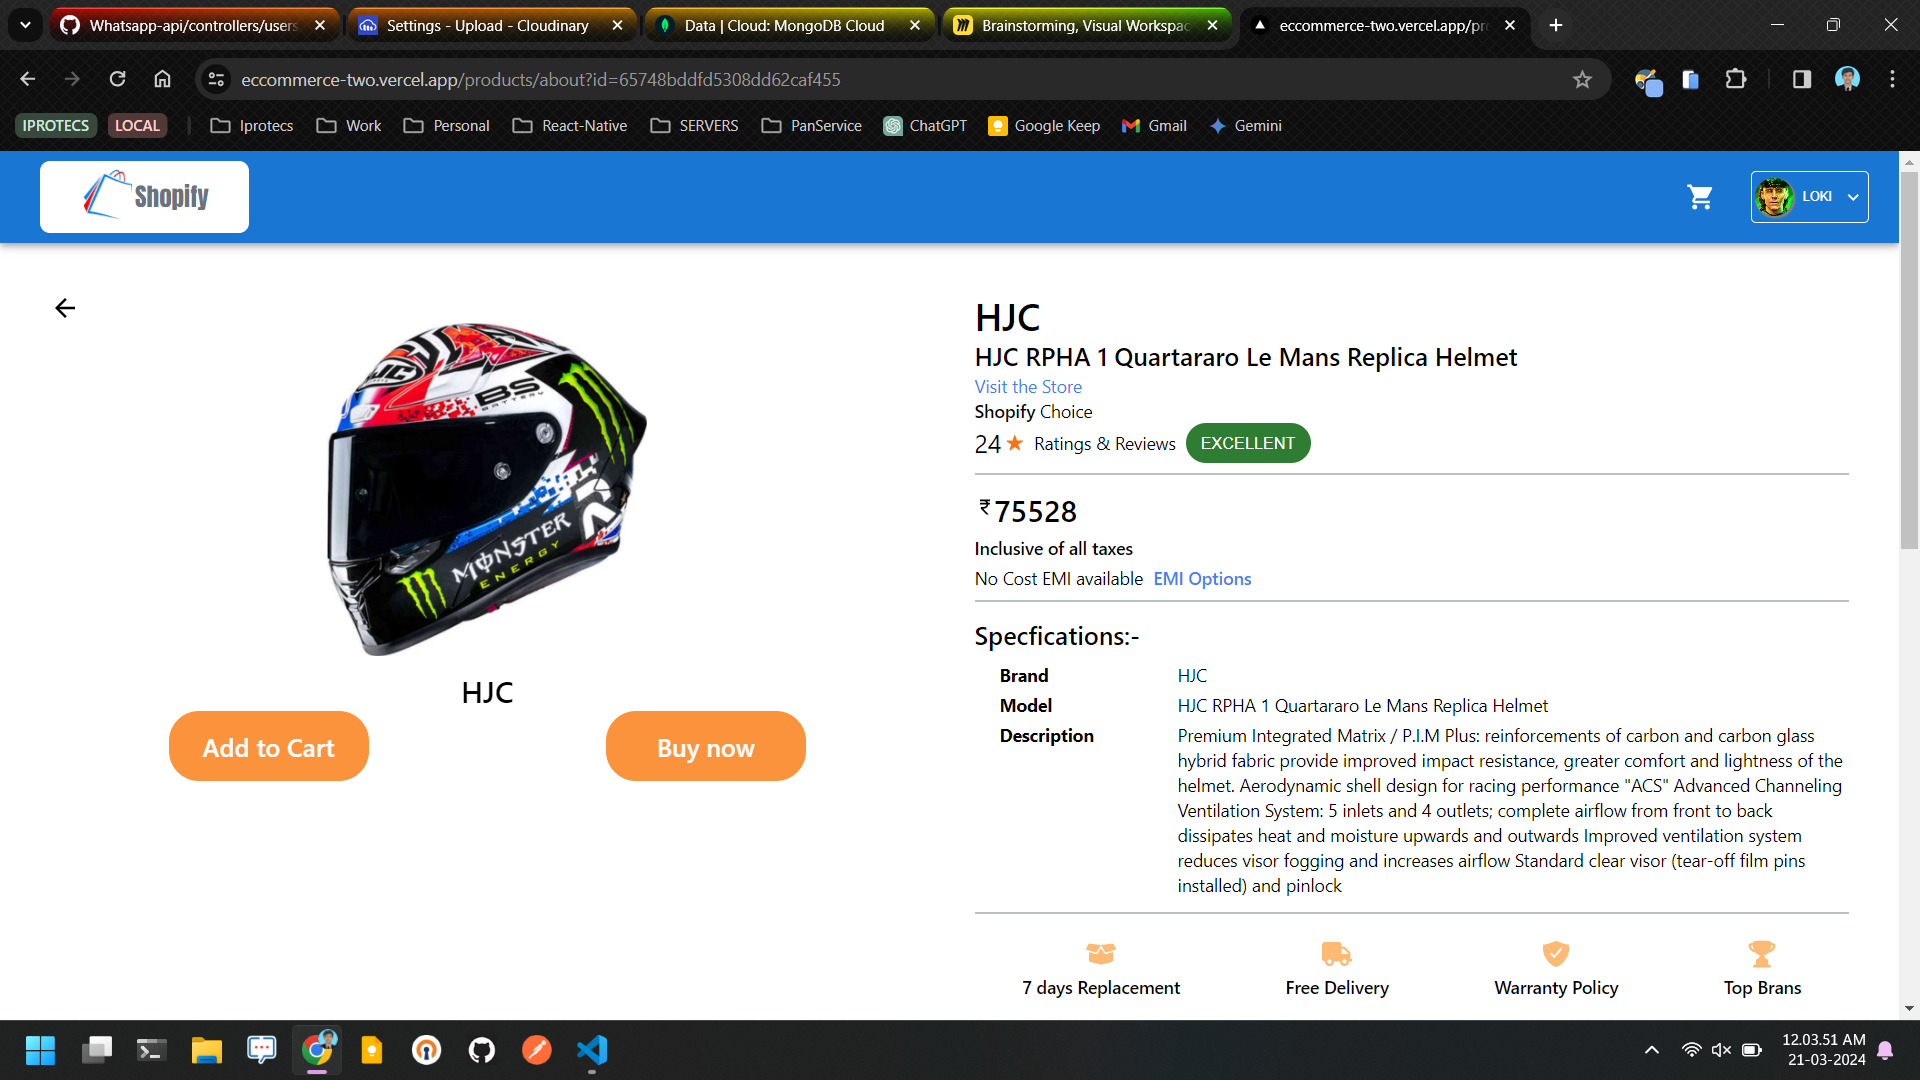 Whatsapp-api/controllers/users
Settings - Upload - Cloudinary
Data | Cloud: MongoDB Cloud
Brainstorming, Visual Workspac
eccommerce-two.vercel.app/pr
eccommerce-two.vercel.app/products/about?id=65748bddfd5308dd62caf455
IPROTECS
LOCAL
Iprotecs
Work
Personal
React-Native
SERVERS
PanService
ChatGPT
Google Keep
Gmail
Gemini
Shopify
LOKI
HJC
BS
BATTERY
MONSTER
ENERGY
HJC
Add to Cart
Buy now
HJC
HJC RPHA 1 Quartararo Le Mans Replica Helmet
Visit the Store
Shopify Choice
24 ★ Ratings & Reviews EXCELLENT
₹75528
Inclusive of all taxes
No Cost EMI available EMI Options
Specfications:-
Brand HJC
Model HJC RPHA 1 Quartararo Le Mans Replica Helmet
Description Premium Integrated Matrix / P.I.M Plus: reinforcements of carbon and carbon glass
hybrid fabric provide improved impact resistance, greater comfort and lightness of the
helmet. Aerodynamic shell design for racing performance "ACS" Advanced Channeling
Ventilation System: 5 inlets and 4 outlets; complete airflow from front to back
dissipates heat and moisture upwards and outwards Improved ventilation system
reduces visor fogging and increases airflow Standard clear visor (tear-off film pins
installed) and pinlock
7 days Replacement
Free Delivery
Warranty Policy
Top Brans
12.03.51 AM
21-03-2024